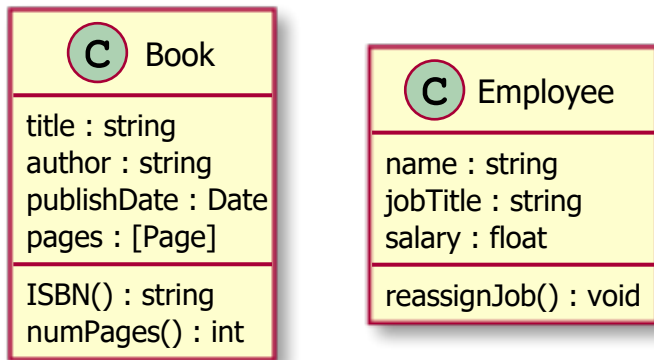 C Book
title : string
author : string
publishDate : Date
pages : [Page]
ISBN() : string
numPages() : int
C Employee
name : string
jobTitle : string
salary : float
reassignJob() : void